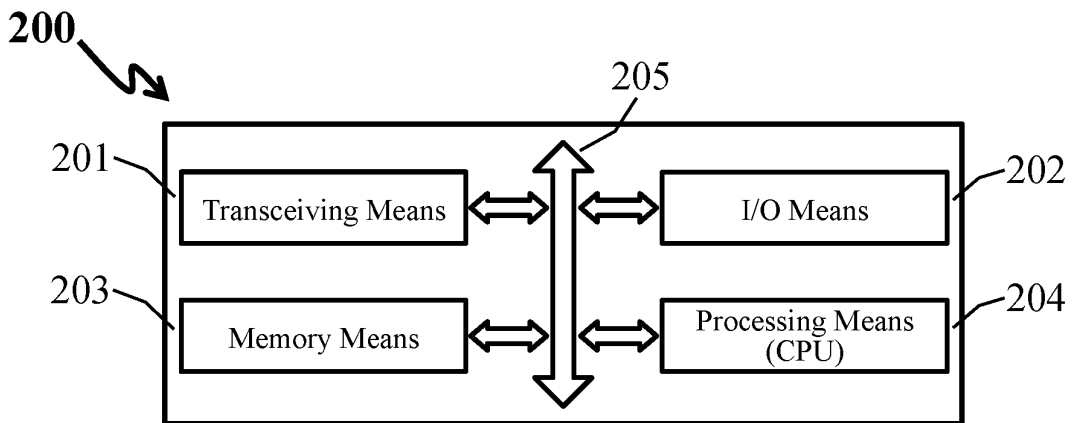 200
205
201
Transceiving Means
I/O Means
202
203
Memory Means
Processing Means
(CPU)
204